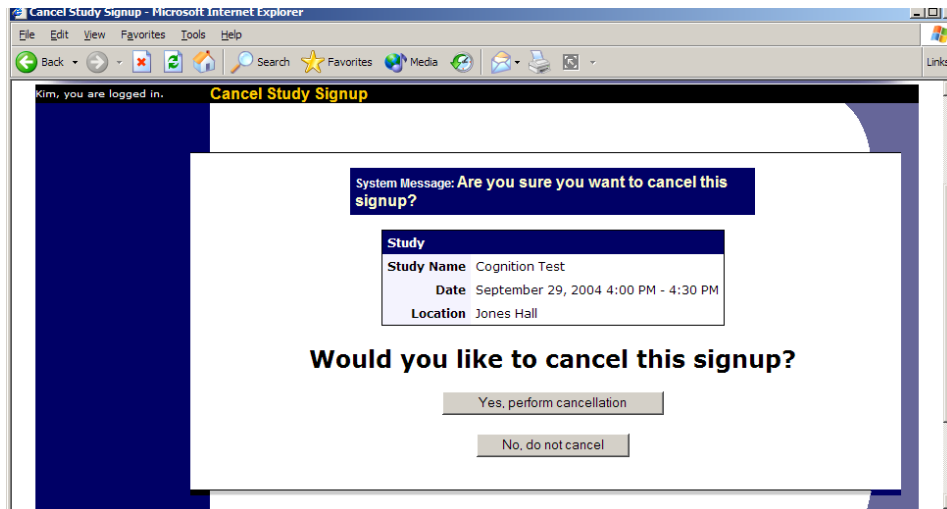 Cancel Study Signup - Microsoft Internet Explorer
File Edit View Favorites Tools Help
Back Search Favorites Media Links
Kim, you are logged in. Cancel Study Signup
System Message: Are you sure you want to cancel this
signup?
Study
Study Name Cognition Test
Date September 29, 2004 4:00 PM - 4:30 PM
Location Jones Hall
Would you like to cancel this signup?
Yes, perform cancellation
No, do not cancel